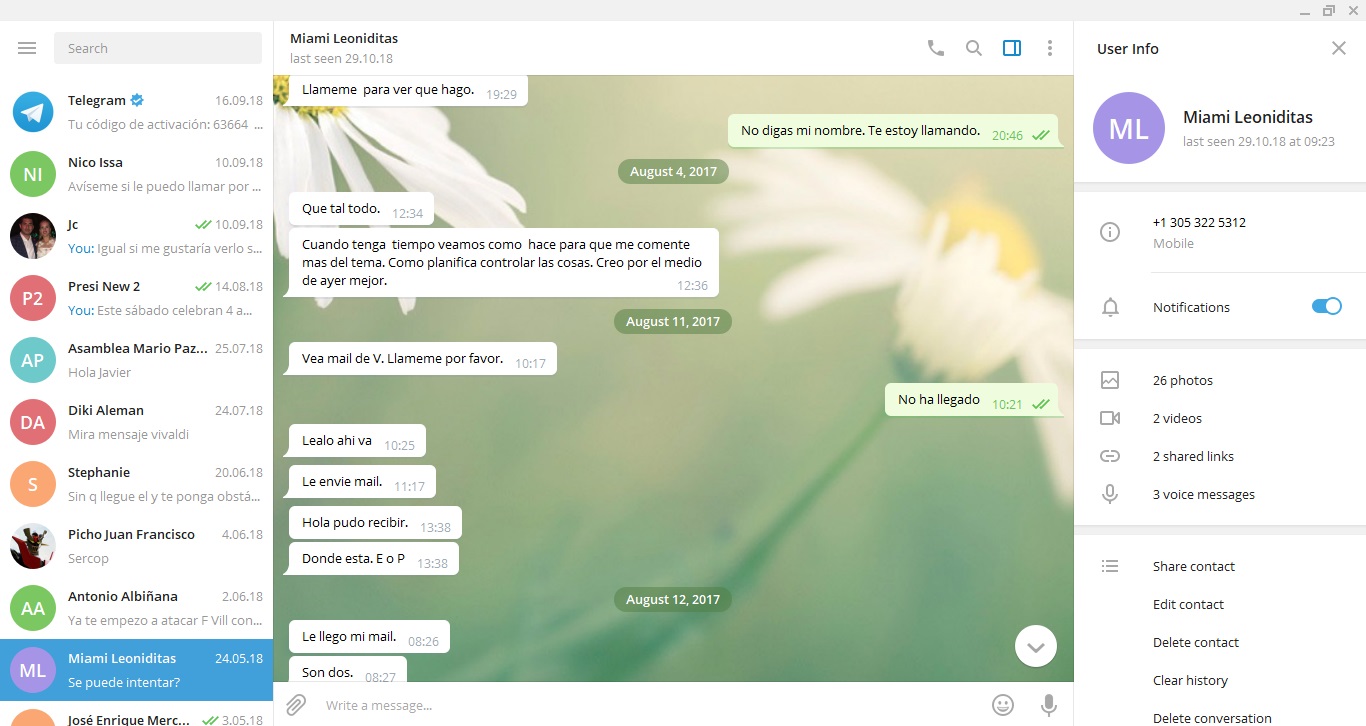 Search
Telegram 16.09.18
Tu código de activación: 63664 ...
NI
Nico Issa 10.09.18
Avíseme si le puedo llamar por ...
Jc 10.09.18
You: Igual si me gustaría verlo s...
P2
Presi New 2 14.08.18
You: Este sábado celebran 4 a...
AP
Asamblea Mario Paz... 25.07.18
Hola Javier
DA
Diki Aleman 24.07.18
Mira mensaje vivaldi
S
Stephanie 20.06.18
Sin q llegue el y te ponga obstá...
Picho Juan Francisco 4.06.18
Sercop
AA
Antonio Albiñana 2.06.18
Ya te empezo a atacar F Vill con...
ML
Miami Leoniditas 24.05.18
Se puede intentar?
José Enrique Merc... 3.05.18
Miami Leoniditas
last seen 29.10.18
Llameme para ver que hago. 19:29
No digas mi nombre. Te estoy llamando. 20:46
August 4, 2017
Que tal todo. 12:34
Cuando tenga tiempo veamos como hace para que me comente
mas del tema. Como planifica controlar las cosas. Creo por el medio
de ayer mejor. 12:36
August 11, 2017
Vea mail de V. Llameme por favor. 10:17
No ha llegado 10:21
Lealo ahi va 10:25
Le envie mail. 11:17
Hola pudo recibir. 13:38
Donde esta. E o P 13:38
August 12, 2017
Le llego mi mail. 08:26
Son dos. 08:27
Write a message...
User Info
ML
Miami Leoniditas
last seen 29.10.18 at 09:23
+1 305 322 5312
Mobile
Notifications
26 photos
2 videos
2 shared links
3 voice messages
Share contact
Edit contact
Delete contact
Clear history
Delete conversation